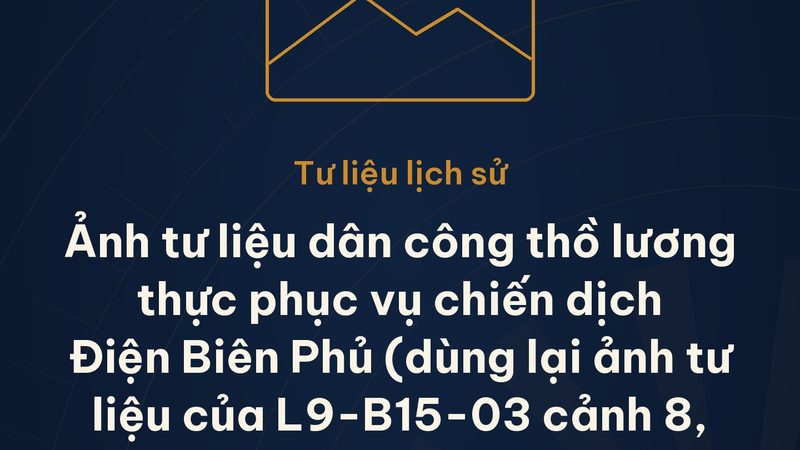 Tư liệu lịch sử
Ảnh tư liệu dân công thồ lương
thực phục vụ chiến dịch
Điện Biên Phủ (dùng lại ảnh tư
liệu của L9-B15-03 cảnh 8,